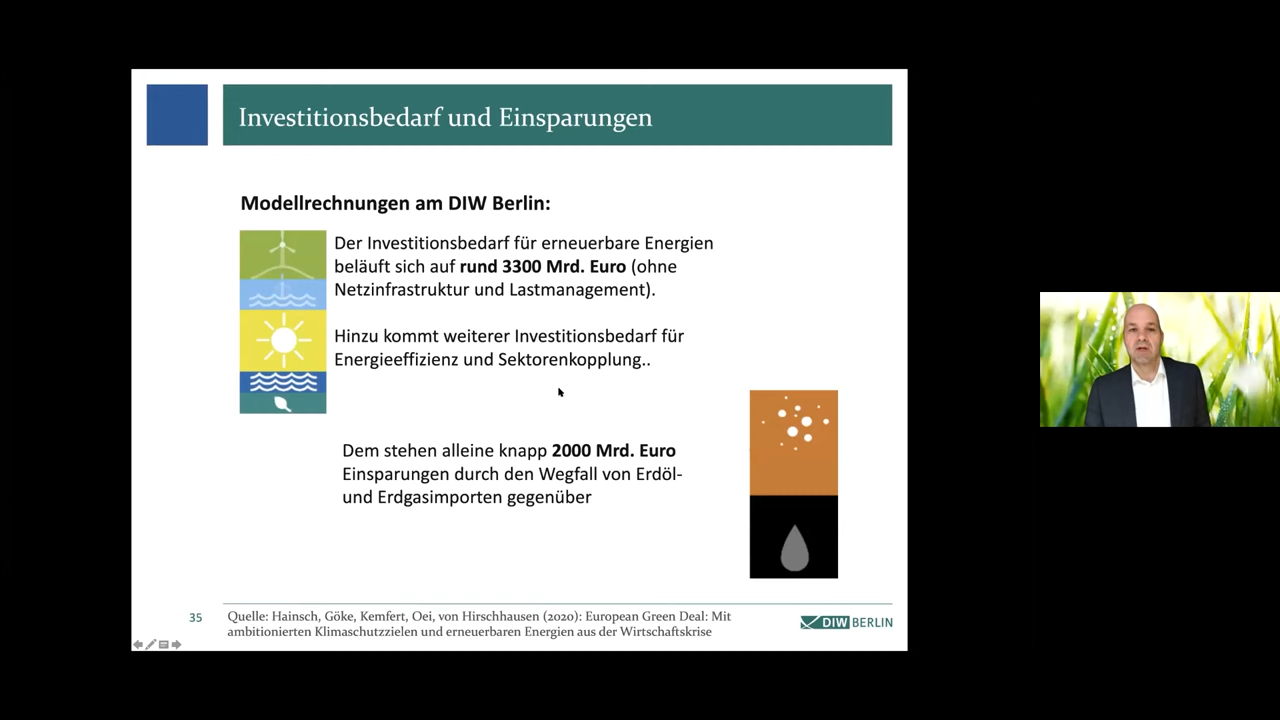 Investitionsbedarf und Einsparungen
Modellrechnungen am DIW Berlin:
Der Investitionsbedarf für erneuerbare Energien
beläuft sich auf rund 3300 Mrd. Euro (ohne
Netzinfrastruktur und Lastmanagement).
Hinzu kommt weiterer Investitionsbedarf für
Energieeffizienz und Sektorenkopplung..
Dem stehen alleine knapp 2000 Mrd. Euro
Einsparungen durch den Wegfall von Erdöl-
und Erdgasimporten gegenüber
35
Quelle: Hainsch, Göke, Kemfert, Oei, von Hirschhausen (2020): European Green Deal: Mit
ambitionierten Klimaschutzzielen und erneuerbaren Energien aus der Wirtschaftskrise
DIW BERLIN